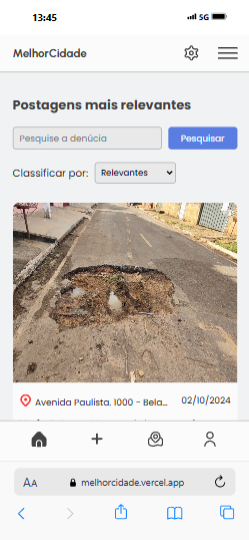 13:45
5G
MelhorCidade
Postagens mais relevantes
Pesquise a denúcia
Pesquisar
Classificar por:
Relevantes
Avenida Paulista, 1000 - Bela...
02/10/2024
AA
melhorcidade.vercel.app